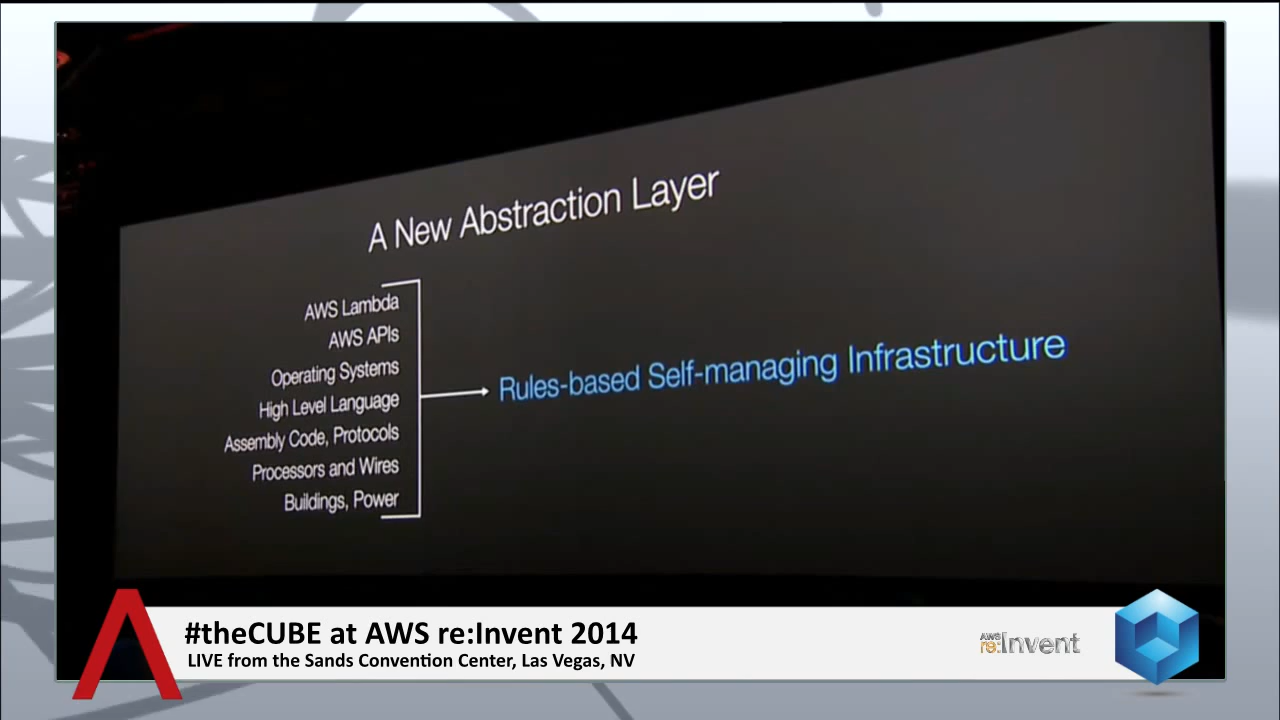 A New Abstraction Layer
AWS Lambda
AWS APIs
Operating Systems
High Level Language
Assembly Code, Protocols
Processors and Wires
Buildings, Power
Rules-based Self-managing Infrastructure
#theCUBE at AWS re:Invent 2014
LIVE from the Sands Convention Center, Las Vegas, NV
AWS
re:Invent